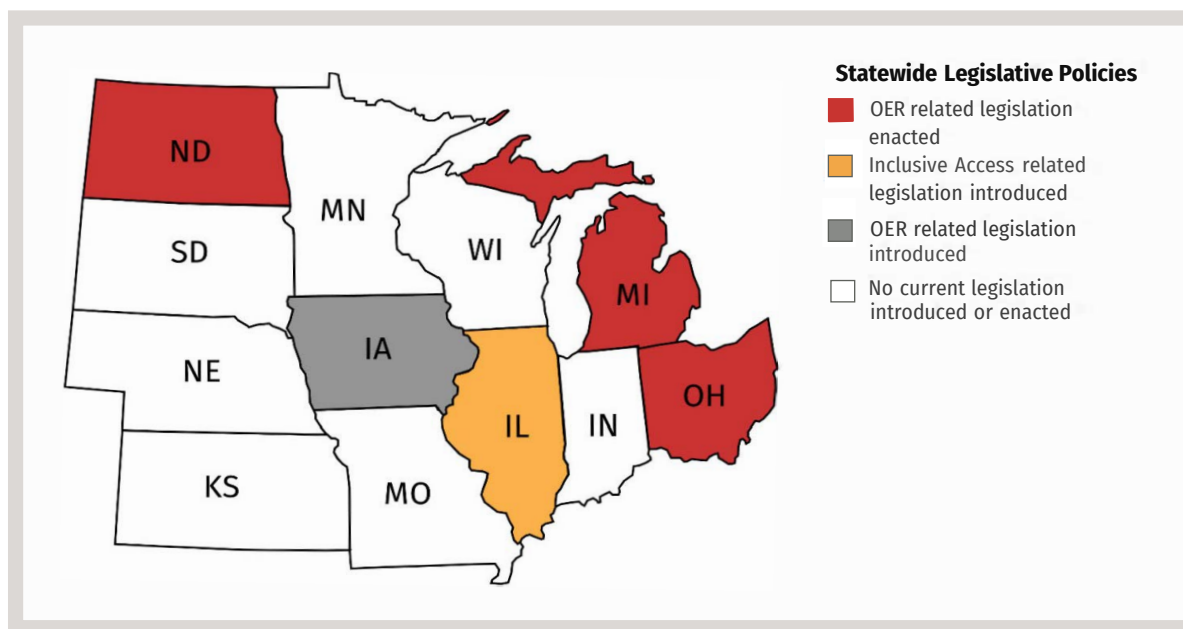 Statewide Legislative Policies
OER related legislation
enacted
Inclusive Access related
legislation introduced
OER related legislation
introduced
No current legislation
introduced or enacted
ND
MN
SD
WI
MI
IA
NE
OH
IL
IN
KS
MO